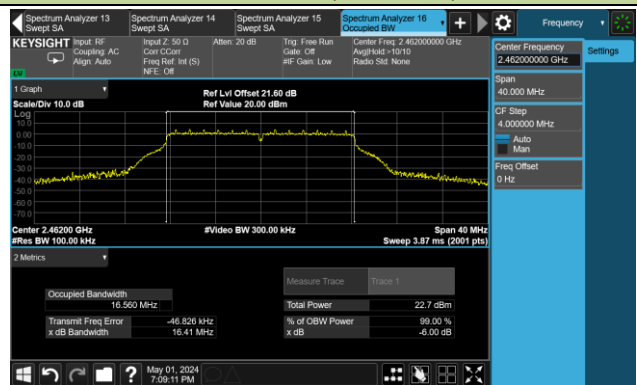 Spectrum Analyzer 13
Swept SA
Spectrum Analyzer 14
Swept SA
Spectrum Analyzer 15
Swept SA
Spectrum Analyzer 16
Occupied BW
Frequency
KEYSIGHT
Input: RF
Coupling: AC
Align: Auto
Input Z: 50 Ω
Corr CCorr
Freq Ref: Int (S)
NFE: Off
Atten: 20 dB
Trig: Free Run
Gate: Off
#IF Gain: Low
Center Freq: 2.462000000 GHz
Avg|Hold:>10/10
Radio Std: None
Center Frequency
2.462000000 GHz
Settings
Span
40.000 MHz
CF Step
4.000000 MHz
Auto
Man
Freq Offset
0 Hz
1 Graph
Scale/Div 10.0 dB
Ref Lvl Offset 21.60 dB
Ref Value 20.00 dBm
Log
10.0
0.00
-10.0
-20.0
-30.0
-40.0
-50.0
-60.0
-70.0
Center 2.46200 GHz
#Res BW 100.00 kHz
#Video BW 300.00 kHz
Span 40 MHz
Sweep 3.87 ms (2001 pts)
2 Metrics
Measure Trace
Trace 1
Occupied Bandwidth
16.560 MHz
Total Power
22.7 dBm
Transmit Freq Error
-46.826 kHz
% of OBW Power
99.00 %
x dB Bandwidth
16.41 MHz
x dB
-6.00 dB
May 01, 2024
7:09:11 PM